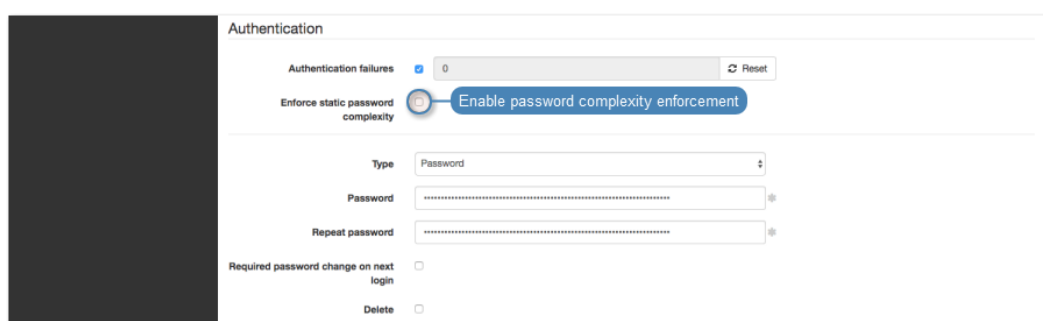 Authentication
Authentication failures
0
Reset
Enforce static password
complexity
Enable password complexity enforcement
Type
Password
Password
Repeat password
Required password change on next
login
Delete